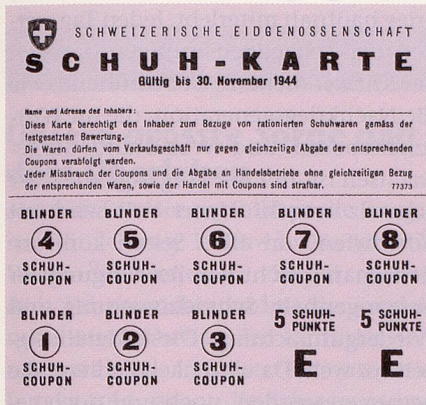 SCHWEIZERISCHE EIDGENOSSENSCHAFT
SCHUH-KARTE
Gültig bis 30. November 1944
Name und Adresse des Inhabers:
Diese Karte berechtigt den Inhaber zum Bezuge von rationierten Schuhwaren gemäss der
festgesetzten Bewertung.
Die Waren dürfen vom Verkaufsgeschäft nur gegen gleichzeitige Abgabe der entsprechenden
Coupons verabfolgt werden.
Jeder Missbrauch der Coupons und die Abgabe an Handelsbetriebe ohne gleichzeitigen Bezug
der entsprechenden Waren, sowie der Handel mit Coupons sind strafbar. 77373
BLINDER BLINDER BLINDER BLINDER BLINDER
4 5 6 7 8
SCHUH- SCHUH- SCHUH- SCHUH- SCHUH-
COUPON COUPON COUPON COUPON COUPON
BLINDER BLINDER BLINDER 5 SCHUH- 5 SCHUH-
PUNKTE PUNKTE
1 2 3 E E
SCHUH- SCHUH- SCHUH-
COUPON COUPON COUPON